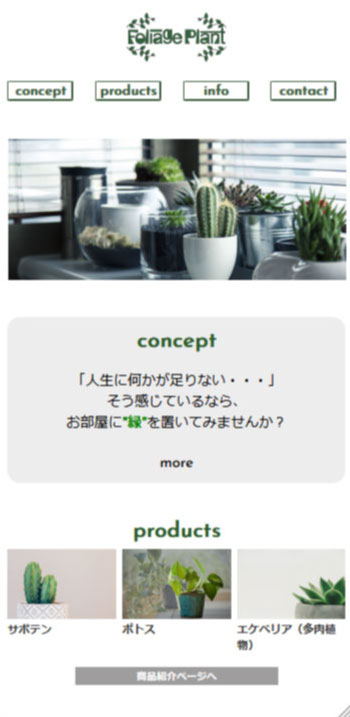 Foliage Plant
concept products info contact
concept
「人生に何かが足りない・・・」
そう感じているなら、
お部屋に"緑"を置いてみませんか？
more
products
サボテン
ポトス
エケベリア（多肉植
物）
商品紹介ページへ